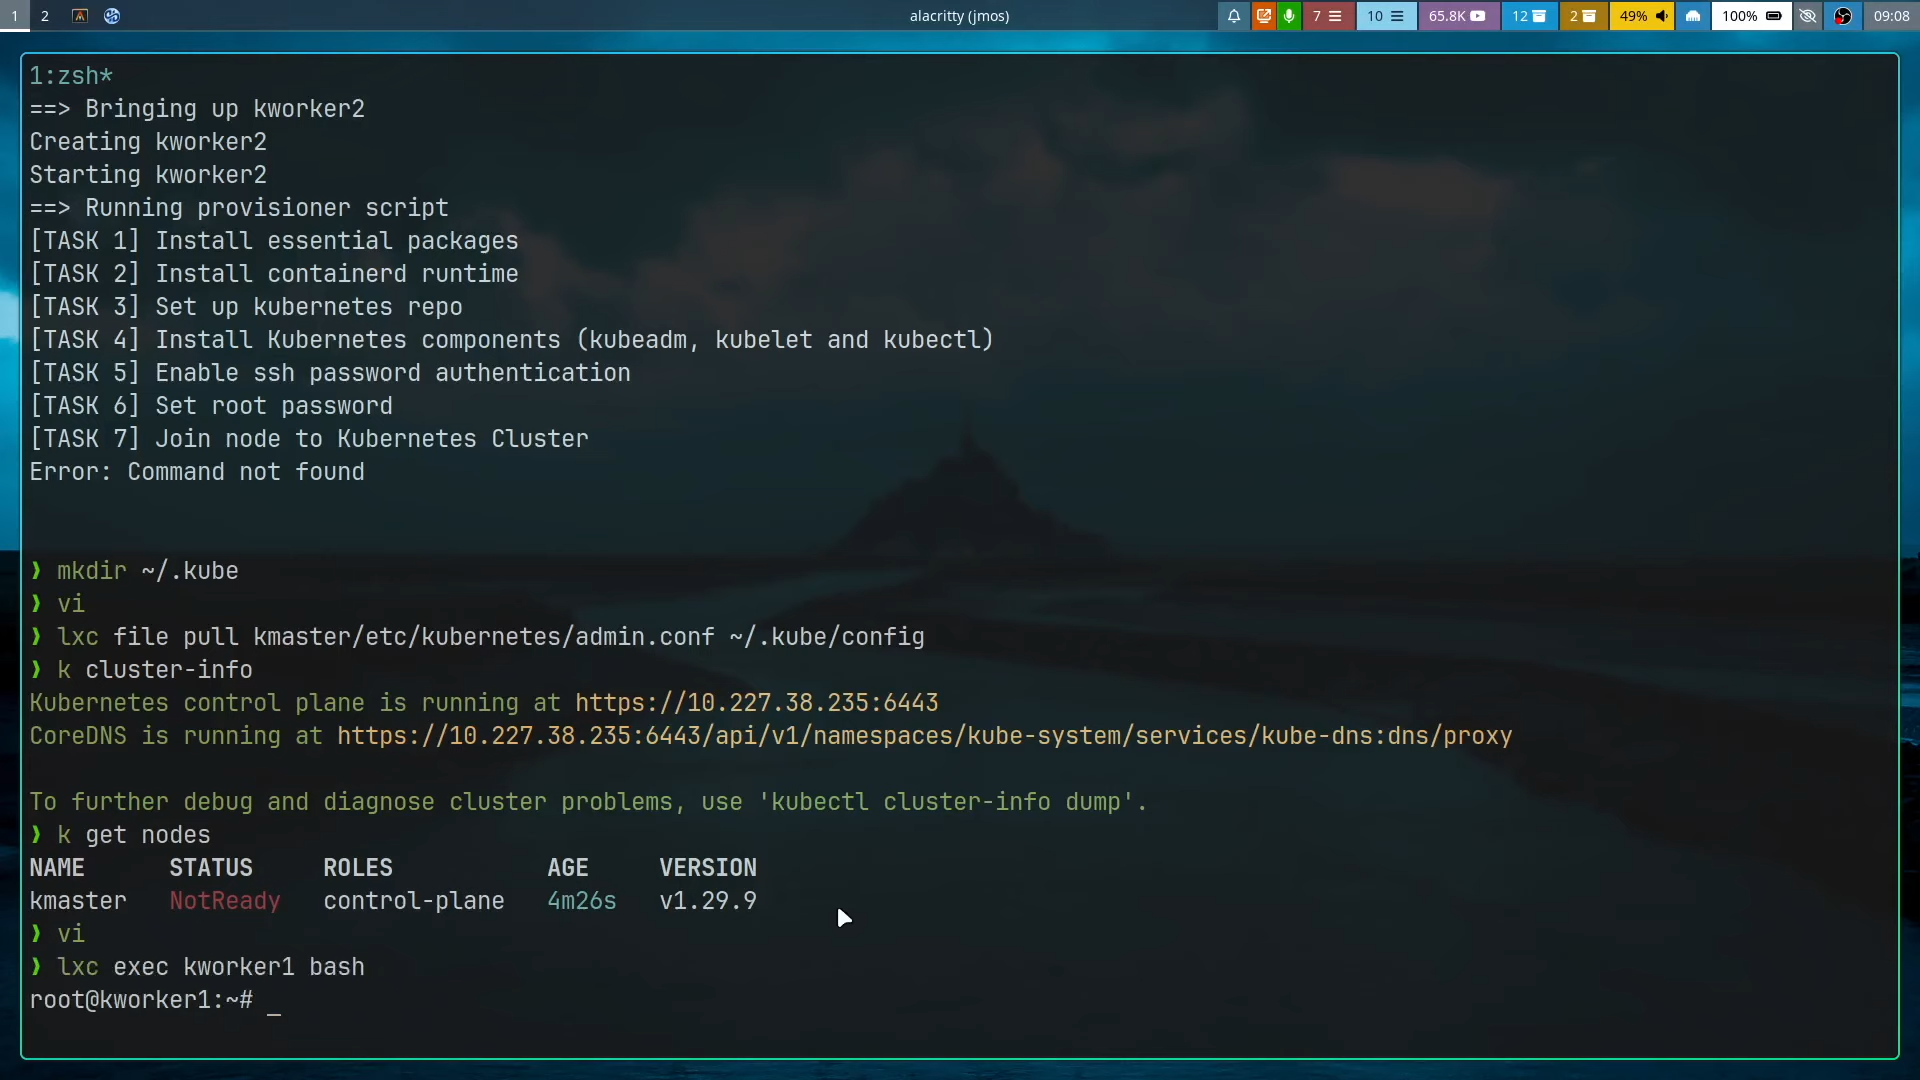 1 2 alacritty (jmos) 7 10 65.8K 12 2 49% 100% 09:08
1:zsh*
==> Bringing up kworker2
Creating kworker2
Starting kworker2
==> Running provisioner script
[TASK 1] Install essential packages
[TASK 2] Install containerd runtime
[TASK 3] Set up kubernetes repo
[TASK 4] Install Kubernetes components (kubeadm, kubelet and kubectl)
[TASK 5] Enable ssh password authentication
[TASK 6] Set root password
[TASK 7] Join node to Kubernetes Cluster
Error: Command not found
❯ mkdir ~/.kube
❯ vi
❯ lxc file pull kmaster/etc/kubernetes/admin.conf ~/.kube/config
❯ k cluster-info
Kubernetes control plane is running at https://10.227.38.235:6443
CoreDNS is running at https://10.227.38.235:6443/api/v1/namespaces/kube-system/services/kube-dns:dns/proxy
To further debug and diagnose cluster problems, use 'kubectl cluster-info dump'.
❯ k get nodes
NAME STATUS ROLES AGE VERSION
kmaster NotReady control-plane 4m26s v1.29.9
❯ vi
❯ lxc exec kworker1 bash
root@kworker1:~# _